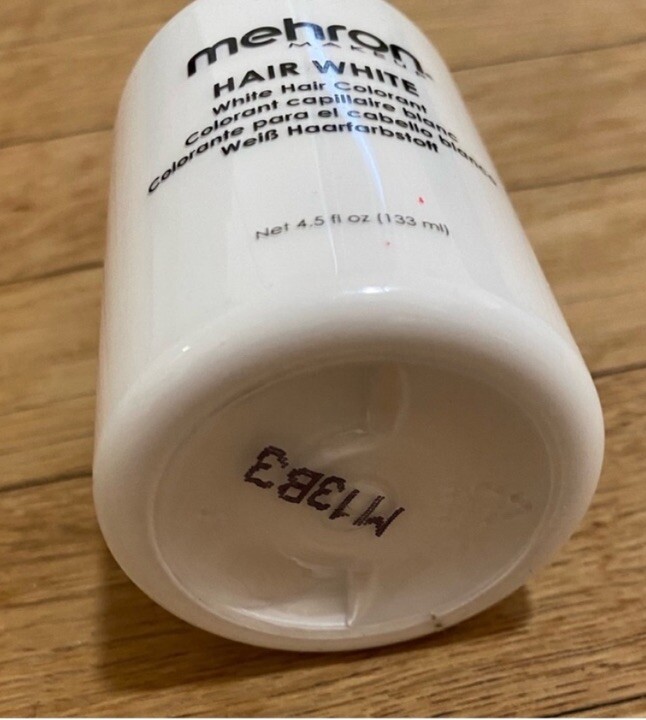 mehron
MAKEUP
HAIR WHITE
White Hair Colorant
Colorant capillaire blanc
Colorante para el cabello blanco
Weiß Haarfarbstoff
Net 4.5 fl oz (133 ml)
M13B3